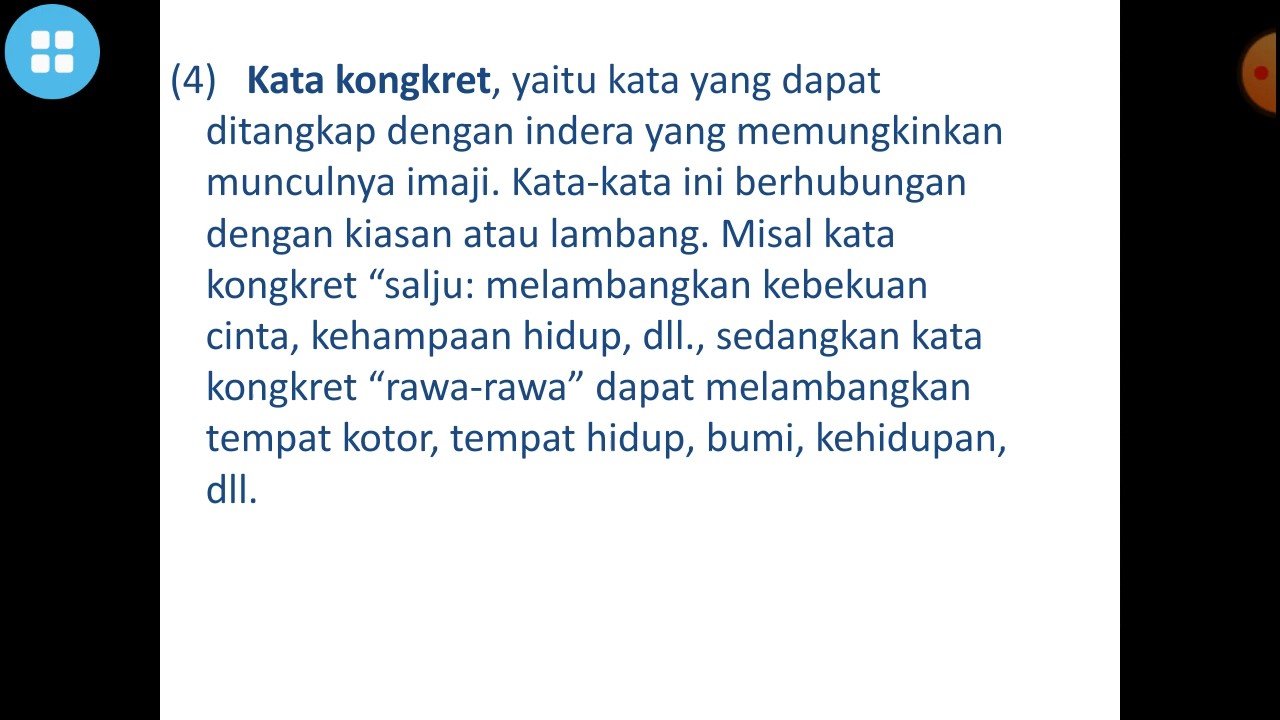 (4) Kata kongkret, yaitu kata yang dapat
ditangkap dengan indera yang memungkinkan
munculnya imaji. Kata-kata ini berhubungan
dengan kiasan atau lambang. Misal kata
kongkret “salju: melambangkan kebekuan
cinta, kehampaan hidup, dll., sedangkan kata
kongkret “rawa-rawa” dapat melambangkan
tempat kotor, tempat hidup, bumi, kehidupan,
dll.